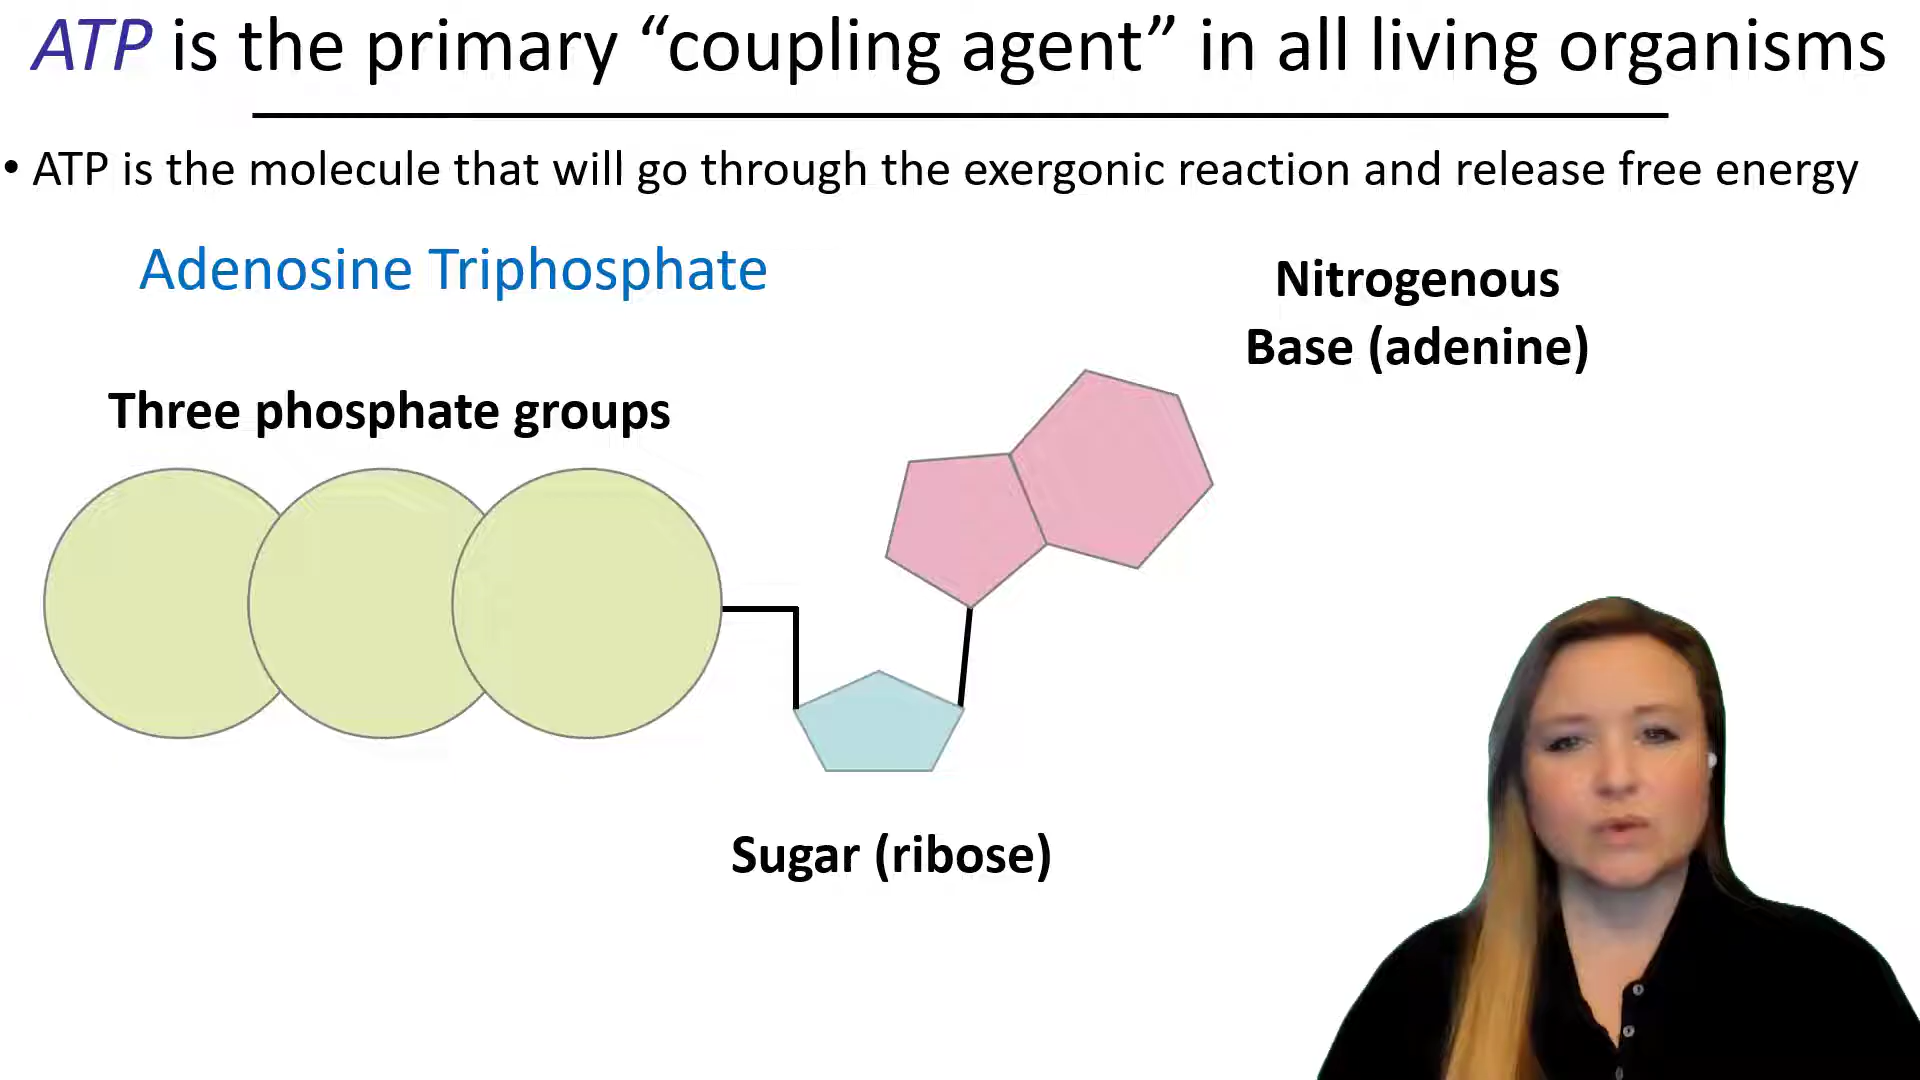 ATP is the primary “coupling agent” in all living organisms
• ATP is the molecule that will go through the exergonic reaction and release free energy
Adenosine Triphosphate
Nitrogenous
Base (adenine)
Three phosphate groups
Sugar (ribose)